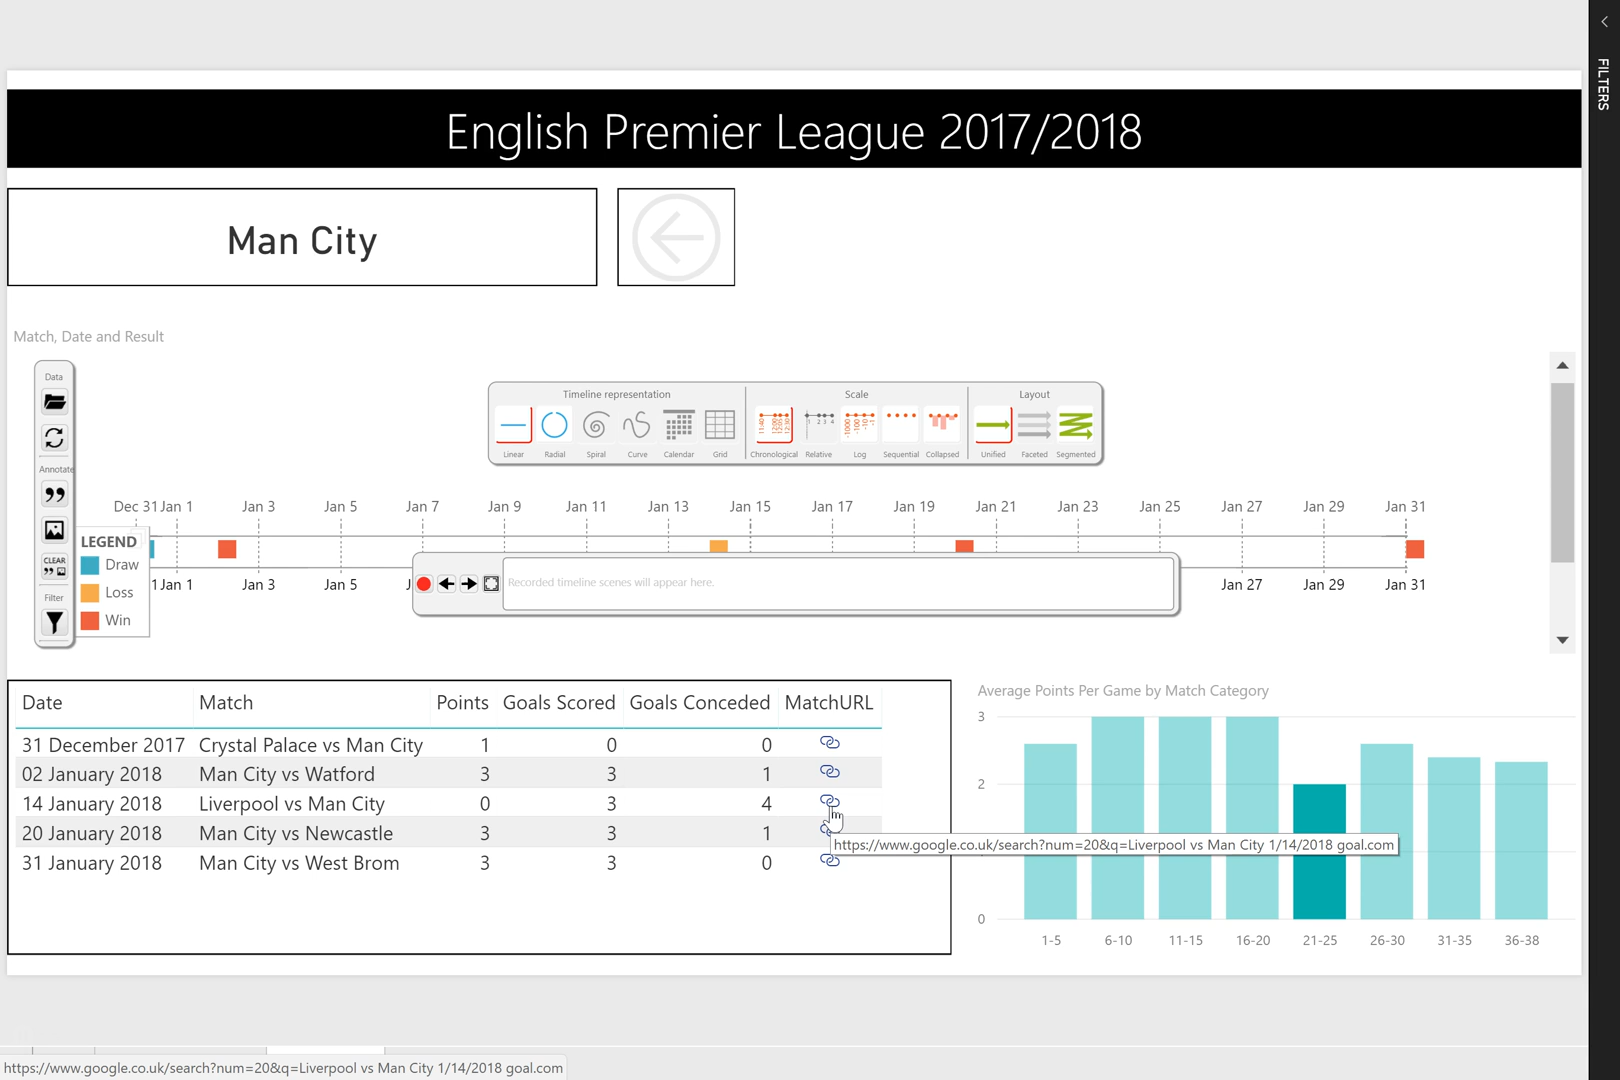 FILTERS
English Premier League 2017/2018
Man City
Match, Date and Result
Data
Annotate
CLEAR
Filter
Timeline representation
Scale
Layout
Linear Radial Spiral Curve Calendar Grid Chronological Relative Log Sequential Collapsed Unified Faceted Segmented
Dec 31 Jan 1 Jan 3 Jan 5 Jan 7 Jan 9 Jan 11 Jan 13 Jan 15 Jan 17 Jan 19 Jan 21 Jan 23 Jan 25 Jan 27 Jan 29 Jan 31
LEGEND
Draw
Loss
Win
1 Jan 1 Jan 3 Jan 5 J Jan 27 Jan 29 Jan 31
Recorded timeline scenes will appear here.
Date Match Points Goals Scored Goals Conceded MatchURL
31 December 2017 Crystal Palace vs Man City 1 0 0
02 January 2018 Man City vs Watford 3 3 1
14 January 2018 Liverpool vs Man City 0 3 4
20 January 2018 Man City vs Newcastle 3 3 1
31 January 2018 Man City vs West Brom 3 3 0
https://www.google.co.uk/search?num=20&q=Liverpool vs Man City 1/14/2018 goal.com
Average Points Per Game by Match Category
3
2
0
1-5 6-10 11-15 16-20 21-25 26-30 31-35 36-38
https://www.google.co.uk/search?num=20&q=Liverpool vs Man City 1/14/2018 goal.com